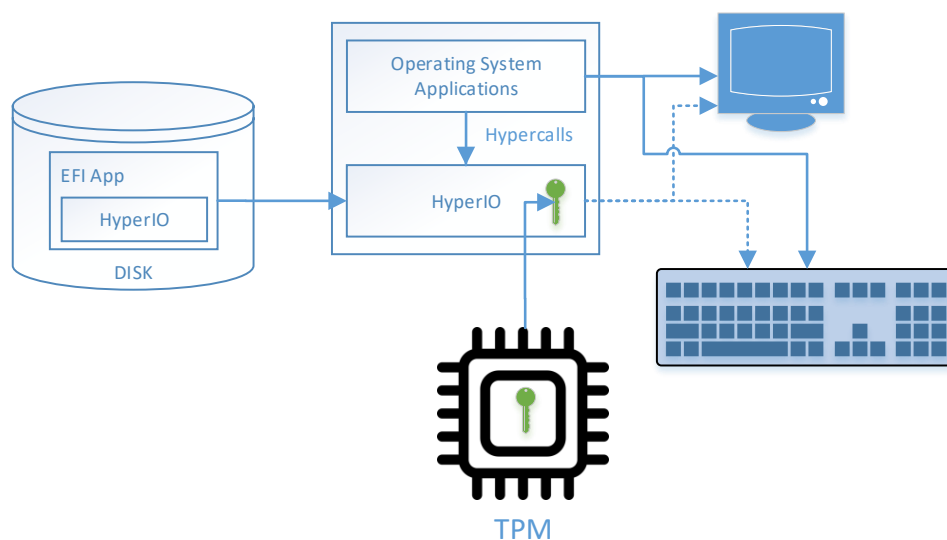 Operating System
Applications
Hypercalls
EFI App
HyperIO
HyperIO
DISK
TPM